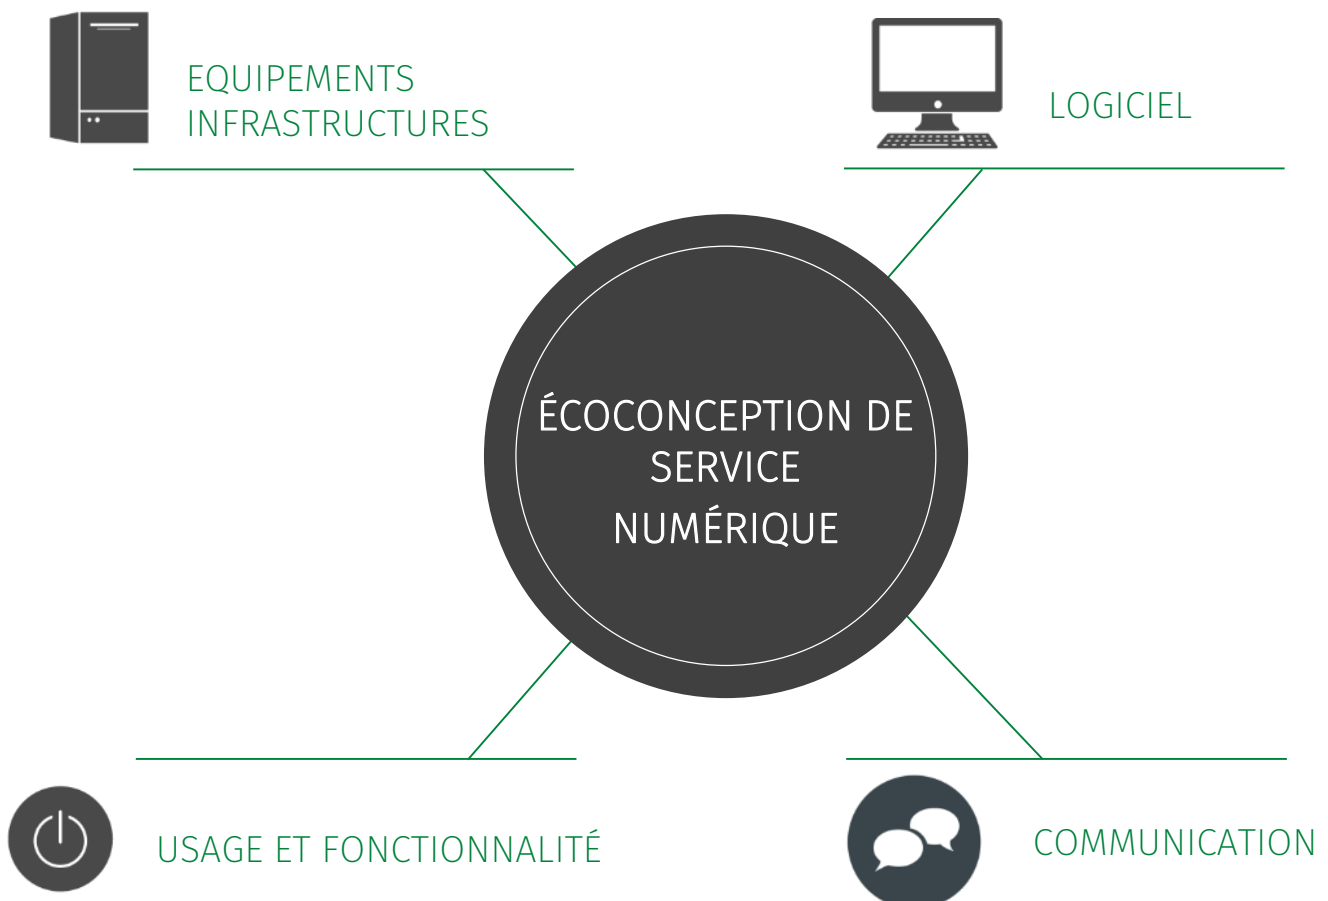 EQUIPEMENTS
INFRASTRUCTURES
LOGICIEL
ÉCOCONCEPTION DE
SERVICE
NUMÉRIQUE
USAGE ET FONCTIONNALITÉ
COMMUNICATION